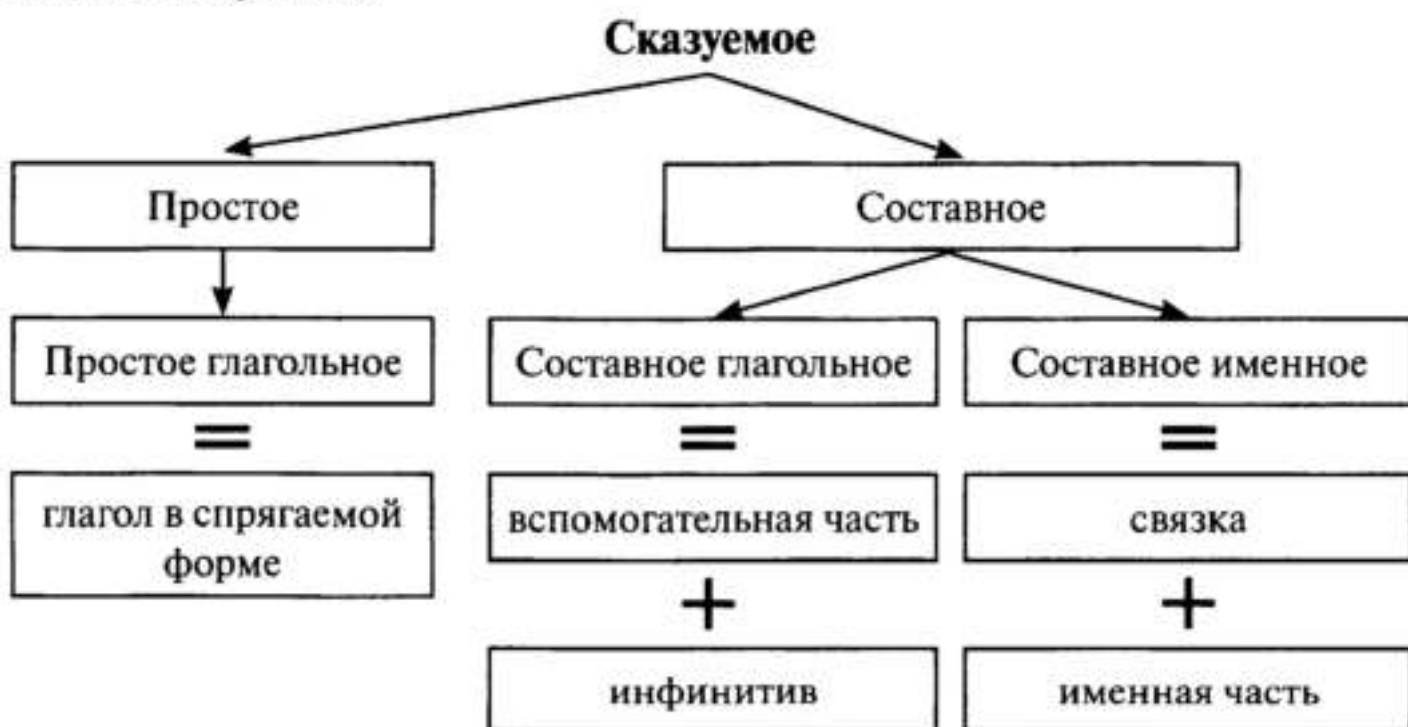 Сказуемое
Простое
Составное
Простое глагольное
Составное глагольное
Составное именное
=
=
=
глагол в спрягаемой
форме
вспомогательная часть
связка
+
+
инфинитив
именная часть